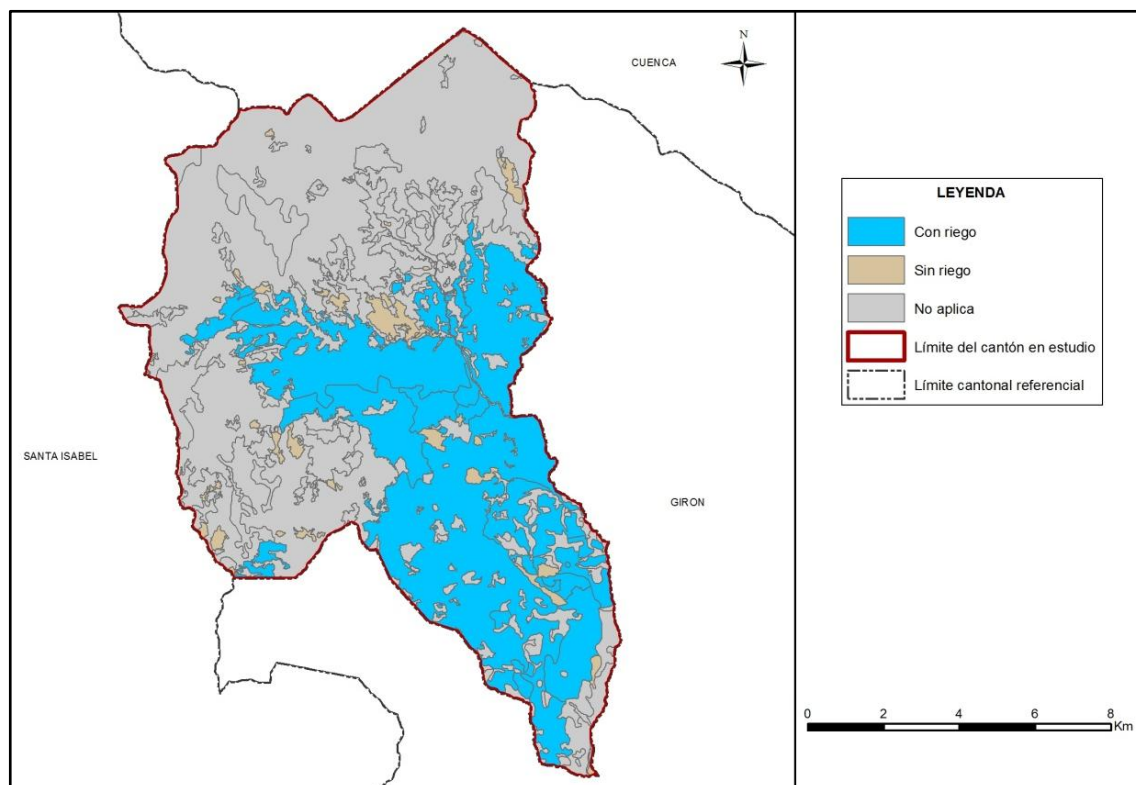 N
CUENCA
SANTA ISABEL
GIRON
LEYENDA
Con riego
Sin riego
No aplica
Límite del cantón en estudio
Límite cantonal referencial
0 2 4 6 8
Km